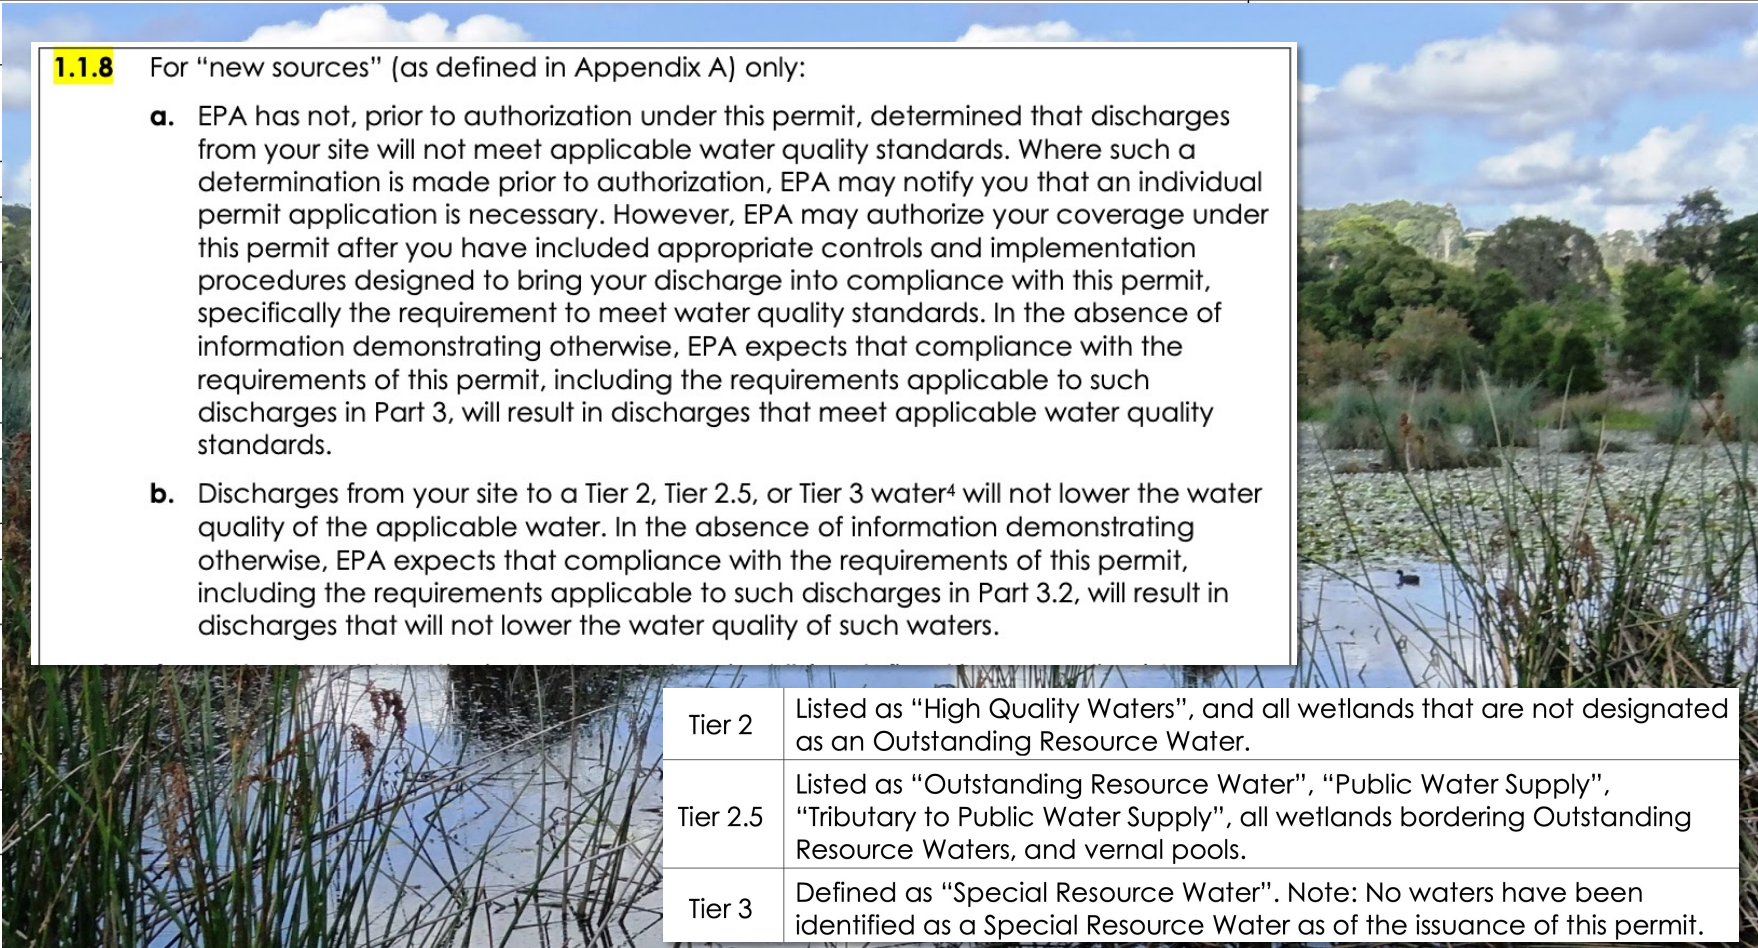 1.1.8 For “new sources” (as defined in Appendix A) only:
a. EPA has not, prior to authorization under this permit, determined that discharges
from your site will not meet applicable water quality standards. Where such a
determination is made prior to authorization, EPA may notify you that an individual
permit application is necessary. However, EPA may authorize your coverage under
this permit after you have included appropriate controls and implementation
procedures designed to bring your discharge into compliance with this permit,
specifically the requirement to meet water quality standards. In the absence of
information demonstrating otherwise, EPA expects that compliance with the
requirements of this permit, including the requirements applicable to such
discharges in Part 3, will result in discharges that meet applicable water quality
standards.
b. Discharges from your site to a Tier 2, Tier 2.5, or Tier 3 water⁴ will not lower the water
quality of the applicable water. In the absence of information demonstrating
otherwise, EPA expects that compliance with the requirements of this permit,
including the requirements applicable to such discharges in Part 3.2, will result in
discharges that will not lower the water quality of such waters.
Tier 2
Listed as “High Quality Waters”, and all wetlands that are not designated
as an Outstanding Resource Water.
Tier 2.5
Listed as “Outstanding Resource Water”, “Public Water Supply”,
“Tributary to Public Water Supply”, all wetlands bordering Outstanding
Resource Waters, and vernal pools.
Tier 3
Defined as “Special Resource Water”. Note: No waters have been
identified as a Special Resource Water as of the issuance of this permit.